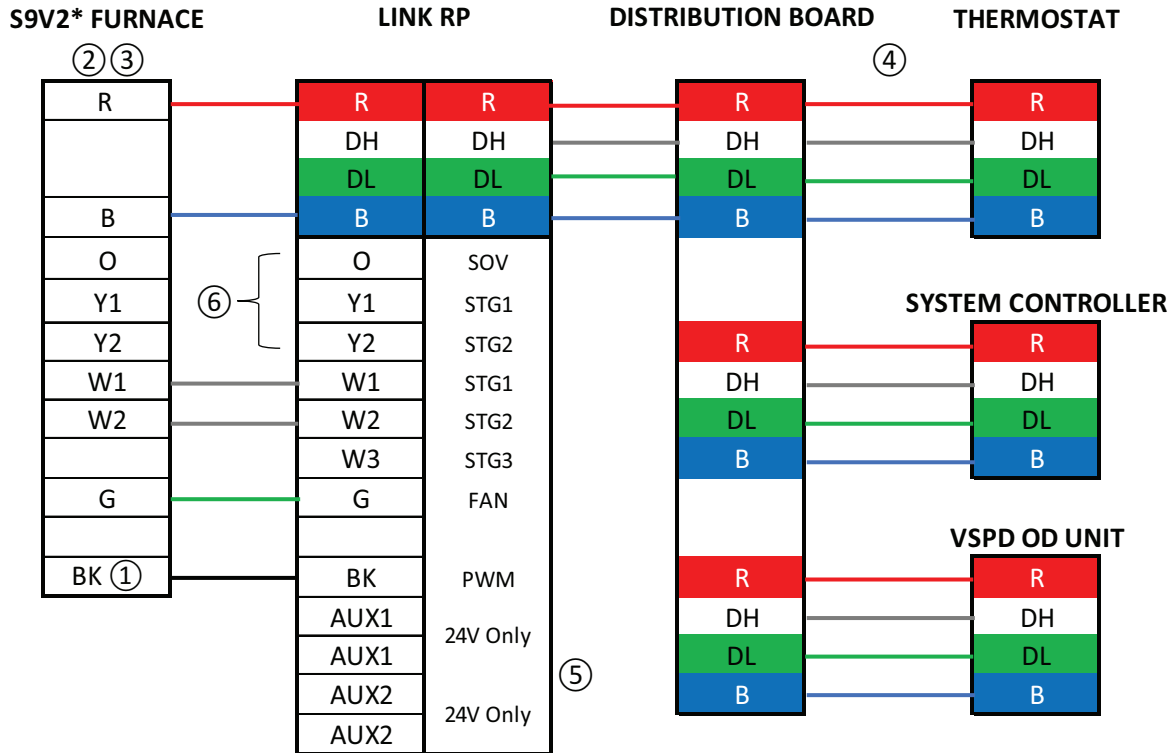 S9V2* FURNACE LINK RP DISTRIBUTION BOARD THERMOSTAT
② ③ ④
R R R R R
DH DH DH DH
DL DL DL DL
B B B B B
O O SOV
⑥ Y1 Y1 STG1
SYSTEM CONTROLLER
Y2 Y2 STG2 R R
W1 W1 STG1 DH DH
W2 W2 STG2 DL DL
W3 STG3 B B
G G FAN
VSPD OD UNIT
BK ① BK PWM R R
AUX1 DH DH
24V Only
AUX1 DL DL
⑤
AUX2 B B
24V Only
AUX2